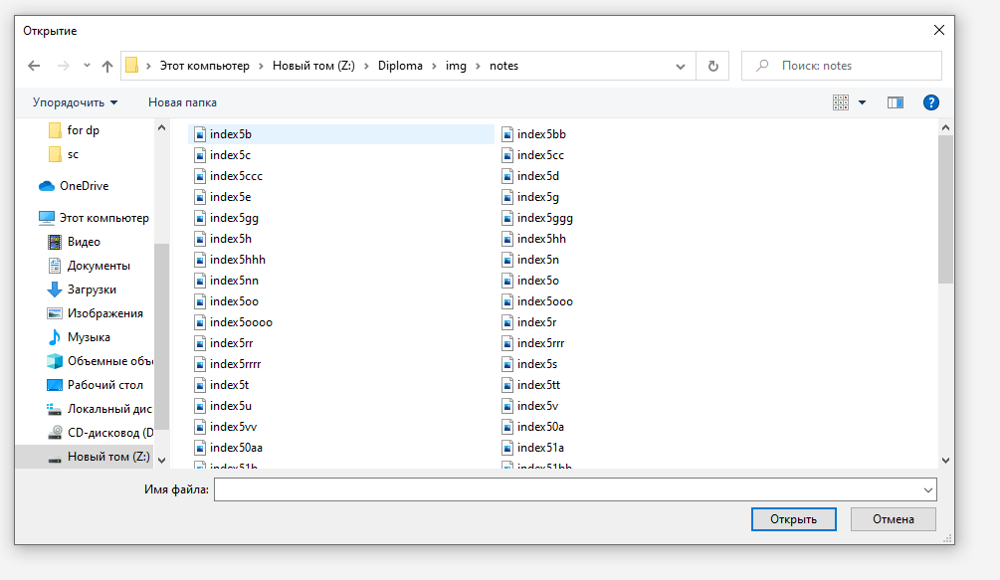 Открытие
Этот компьютер > Новый том (Z:) > Diploma > img > notes
Поиск: notes
Упорядочить
Новая папка
for dp
sc
OneDrive
Этот компьютер
Видео
Документы
Загрузки
Изображения
Музыка
Объемные объ
Рабочий стол
Локальный дис
CD-дисковод (D
Новый том (Z:)
index5b index5bb
index5c index5cc
index5ccc index5d
index5e index5g
index5gg index5ggg
index5h index5hh
index5hhh index5n
index5nn index5o
index5oo index5ooo
index5oooo index5r
index5rr index5rrr
index5rrrr index5s
index5t index5tt
index5u index5v
index5vv index50a
index50aa index51a
index51b index51bb
Имя файла:
Открыть Отмена